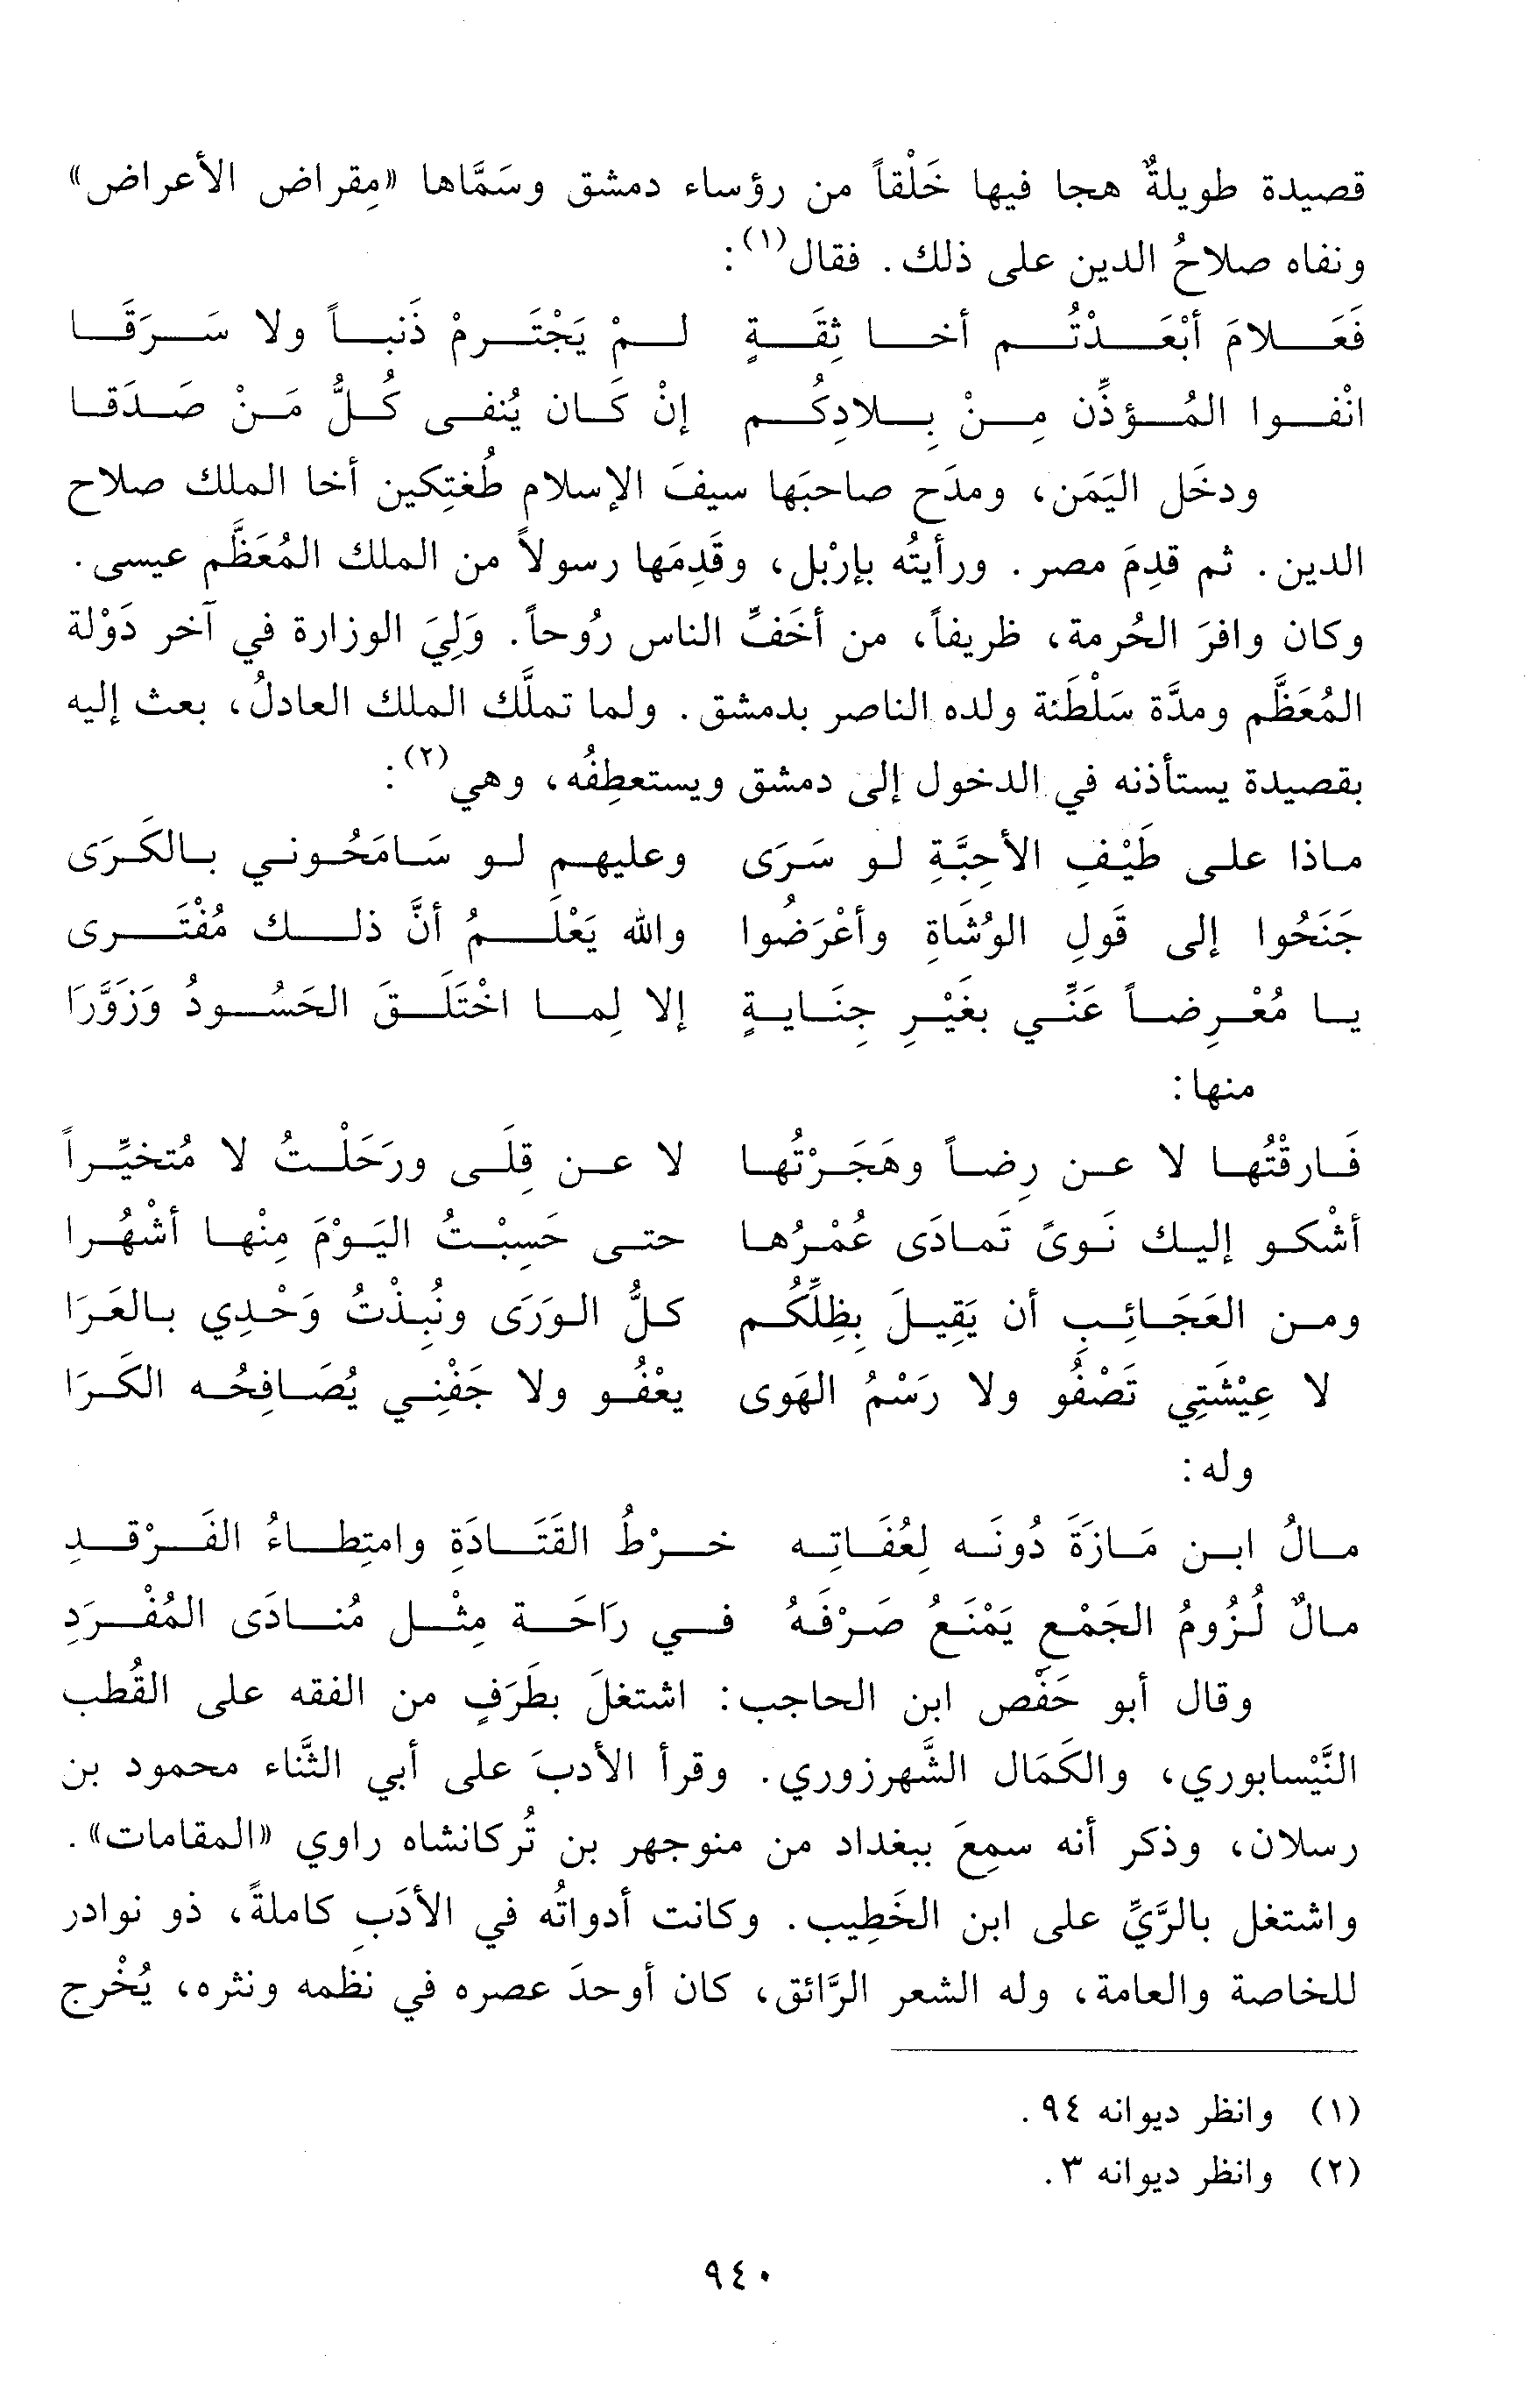 قصيدة طويلةٌ هجا فيها خَلْقاً من رؤساء دمشق وسَمَّاها «مِقراض الأعراض»
ونفاه صلاحُ الدين على ذلك. فقال(١):
فَعَلامَ أبْعَدْتُم أخا ثِقَةٍ لمْ يَجْتَرمْ ذَنباً ولا سَرَقَا
انْفوا المُؤذِّن مِنْ بِلادِكُم إنْ كَان يُنفى كُلُّ مَنْ صَدَقا
ودخَل اليَمَن، ومدَح صاحبَها سيفَ الإسلام طُغتِكين أخا الملك صلاح
الدين. ثم قدِمَ مصر. ورأيتُه بإرْبل، وقَدِمَها رسولاً من الملك المُعَظَّم عيسى.
وكان وافرَ الحُرمة، ظريفاً، من أخَفِّ الناس رُوحاً. وَلِيَ الوزارة في آخر دَوْلة
المُعَظَّم ومدَّة سَلْطَنة ولده الناصر بدمشق. ولما تملَّك الملك العادلُ، بعث إليه
بقصيدة يستأذنه في الدخول إلى دمشق ويستعطِفُه، وهي(٢):
ماذا على طَيْفِ الأحِبَّةِ لو سَرَى وعليهم لو سَامَحُوني بالكَرَى
جَنَحُوا إلى قَولِ الوُشَاةِ وأعْرَضُوا والله يَعْلَمُ أنَّ ذلك مُفْتَرى
يا مُعْرِضاً عَنِّي بغَيْرِ جِنَايةٍ إلا لِما اخْتَلَقَ الحَسُودُ وَزَوَّرَا
منها:
فَارقْتُها لا عن رِضاً وهَجَرْتُها لا عن قِلَى ورَحَلْتُ لا مُتخيِّراً
أشْكو إليك نَوىً تَمادَى عُمْرُها حتى حَسِبْتُ اليَوْمَ مِنْها أشْهُرا
ومن العَجَائِبِ أن يَقِيلَ بِظِلِّكُم كلُّ الوَرَى ونُبِذْتُ وَحْدِي بالعَرَا
لا عِيْشَتِي تَصْفُو ولا رَسْمُ الهَوى يعْفُو ولا جَفْنِي يُصَافِحُه الكَرَا
وله:
مالُ ابن مَازَةَ دُونَه لِعُفَاتِه خرْطُ القَتَادَةِ وامتِطاءُ الفَرْقدِ
مالٌ لُزُومُ الجَمْعِ يَمْنَعُ صَرْفَهُ في رَاحَة مِثْل مُنادَى المُفْرَدِ
وقال أبو حَفْص ابن الحاجب: اشتغلَ بطَرَفٍ من الفقه على القُطب
النَّيْسابوري، والكَمَال الشَّهرزوري. وقرأ الأدبَ على أبي الثَّناء محمود بن
رسلان، وذكر أنه سمِعَ ببغداد من منوجهر بن تُركانشاه راوي «المقامات».
واشتغل بالرَّيِّ على ابن الخَطِيب. وكانت أدواتُه في الأدَبِ كاملةً، ذو نوادر
للخاصة والعامة، وله الشعر الرَّائق، كان أوحدَ عصره في نظمه ونثره، يُخْرج
(١) وانظر ديوانه ٩٤.
(٢) وانظر ديوانه ٣.
٩٤٠